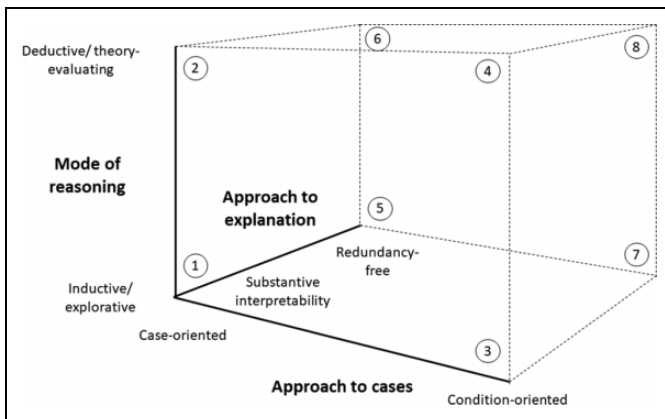 Deductive/ theory-
evaluating
2
6
4
8
Mode of
reasoning
Approach to
explanation
5
Redundancy-
free
1
Substantive
interpretability
7
Inductive/
explorative
Case-oriented
3
Approach to cases
Condition-oriented